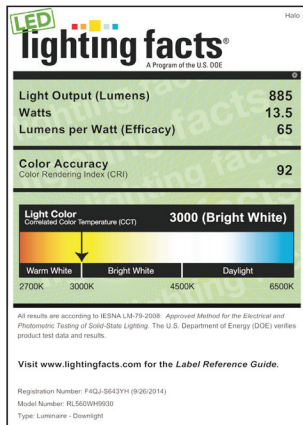 Halo
LED
lighting facts®
A Program of the U.S. DOE
Light Output (Lumens) 885
Watts 13.5
Lumens per Watt (Efficacy) 65
Color Accuracy
Color Rendering Index (CRI) 92
Light Color
Correlated Color Temperature (CCT) 3000 (Bright White)
Warm White Bright White Daylight
2700K 3000K 4500K 6500K
All results are according to IESNA LM-79-2008: Approved Method for the Electrical and
Photometric Testing of Solid-State Lighting. The U.S. Department of Energy (DOE) verifies
product test data and results.
Visit www.lightingfacts.com for the Label Reference Guide.
Registration Number: F4QJ-S643YH (9/26/2014)
Model Number: RL560WH9930
Type: Luminaire - Downlight